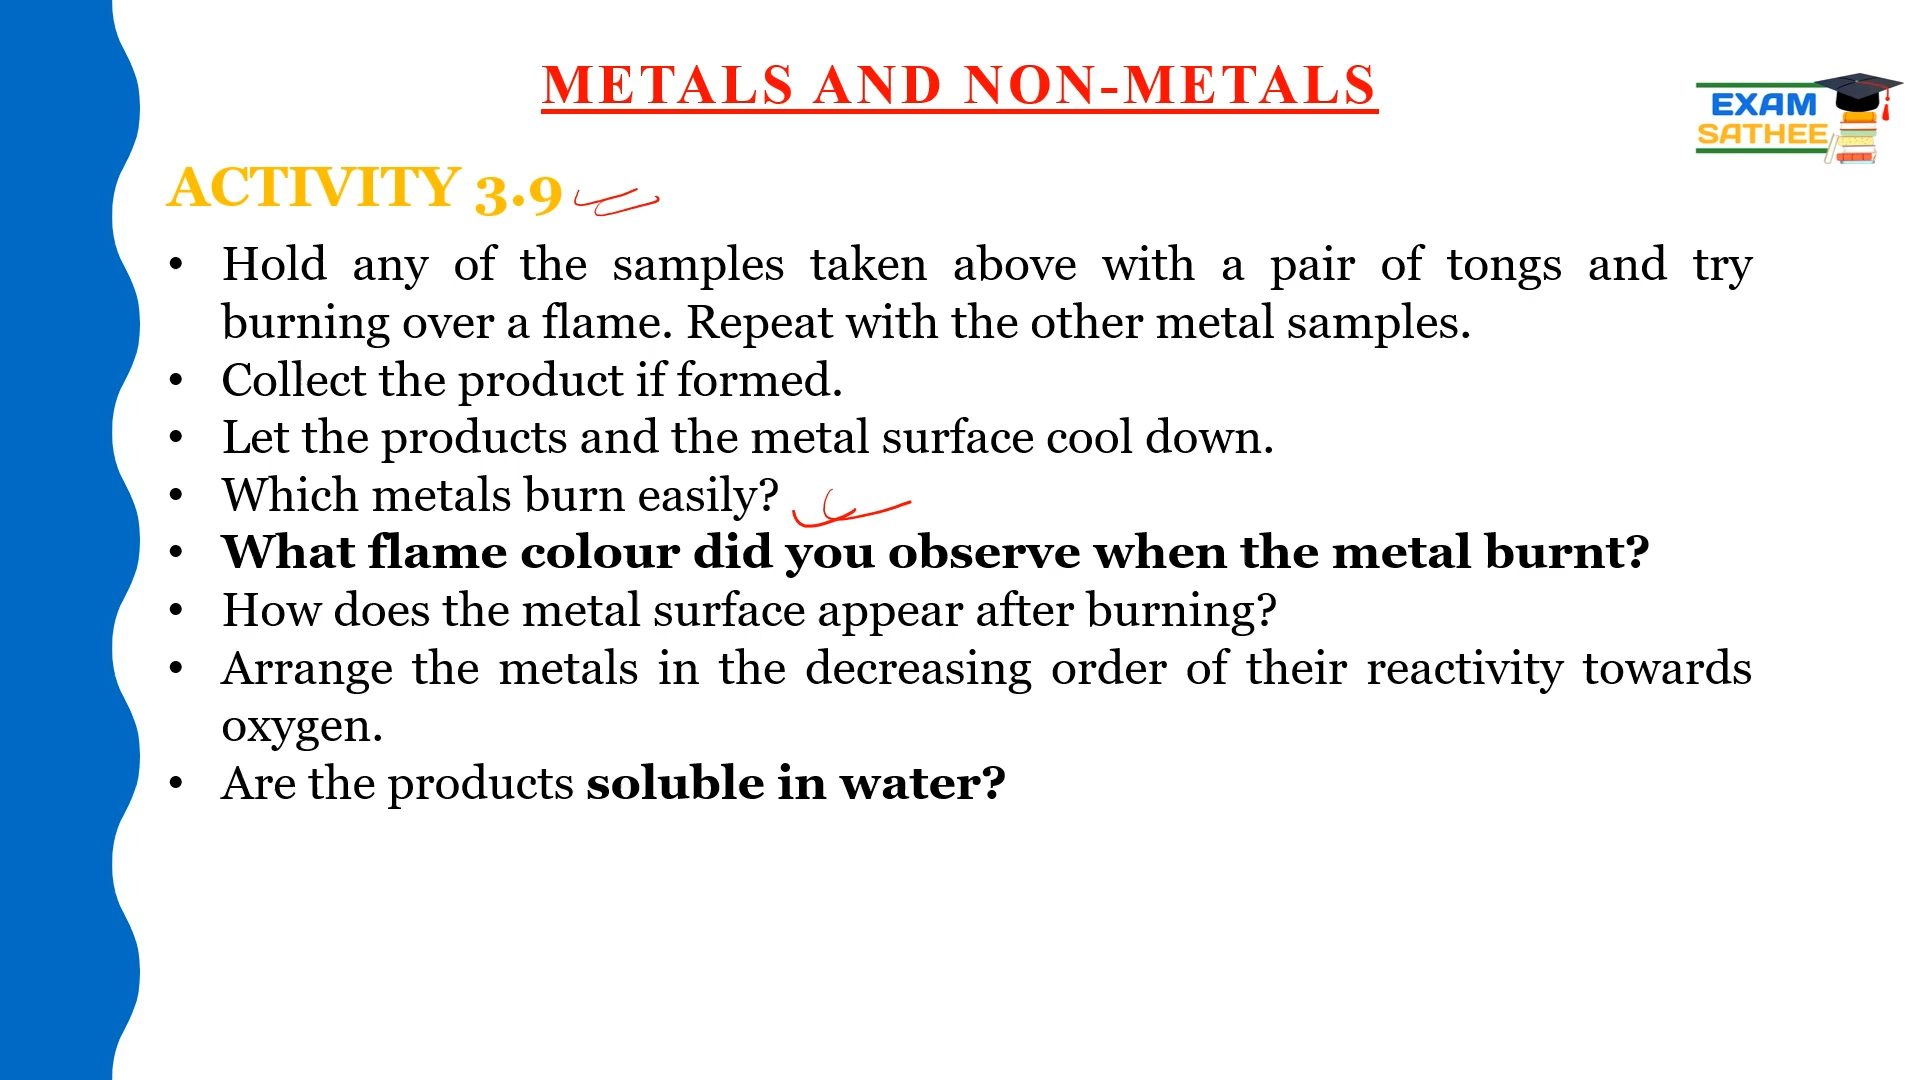 METALS AND NON-METALS
EXAM
SATHEE
ACTIVITY 3.9
• Hold any of the samples taken above with a pair of tongs and try
burning over a flame. Repeat with the other metal samples.
• Collect the product if formed.
• Let the products and the metal surface cool down.
• Which metals burn easily?
• What flame colour did you observe when the metal burnt?
• How does the metal surface appear after burning?
• Arrange the metals in the decreasing order of their reactivity towards
oxygen.
• Are the products soluble in water?